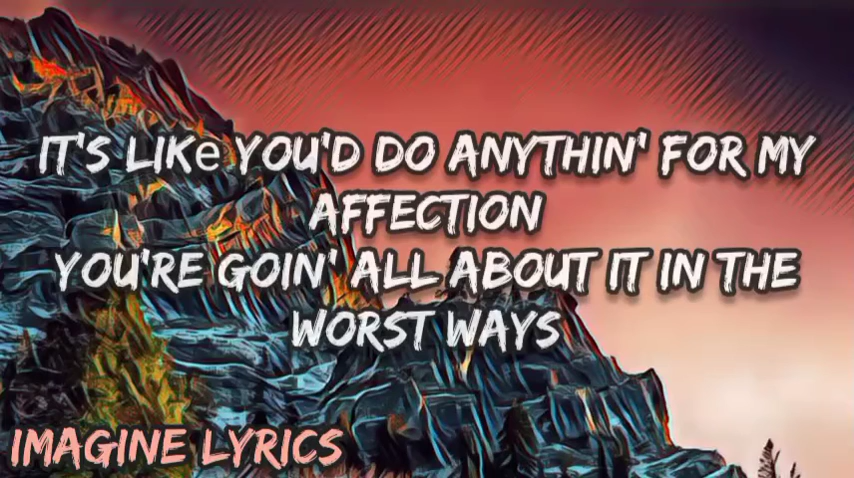 IT'S LIKe YOU'D DO ANYTHIN' FOR MY
AFFECTION
YOU'RE GOIN' ALL ABOUT IT IN THE
WORST WAYS
IMAGINE LYRICS